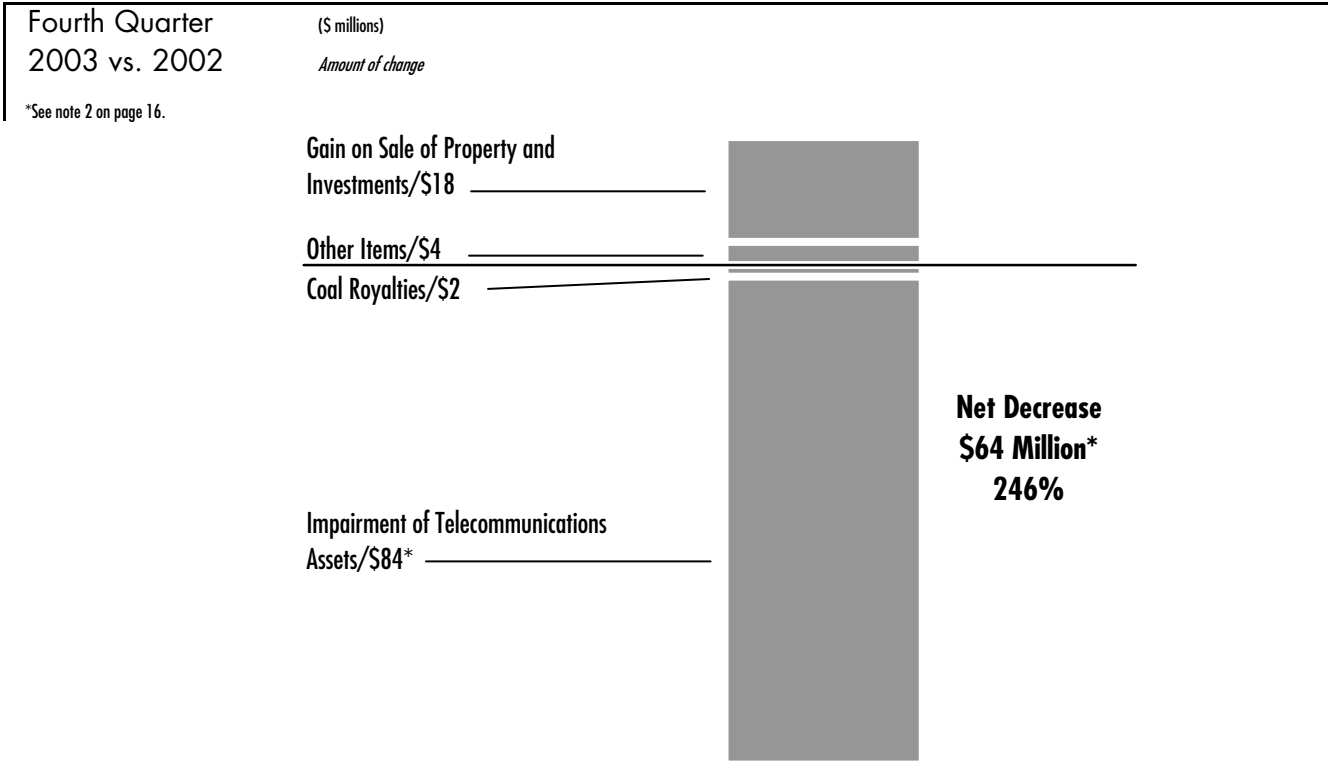 Fourth Quarter
2003 vs. 2002
($ millions)
Amount of change
*See note 2 on page 16.
Gain on Sale of Property and
Investments/$18
Other Items/$4
Coal Royalties/$2
Net Decrease
$64 Million*
246%
Impairment of Telecommunications
Assets/$84*